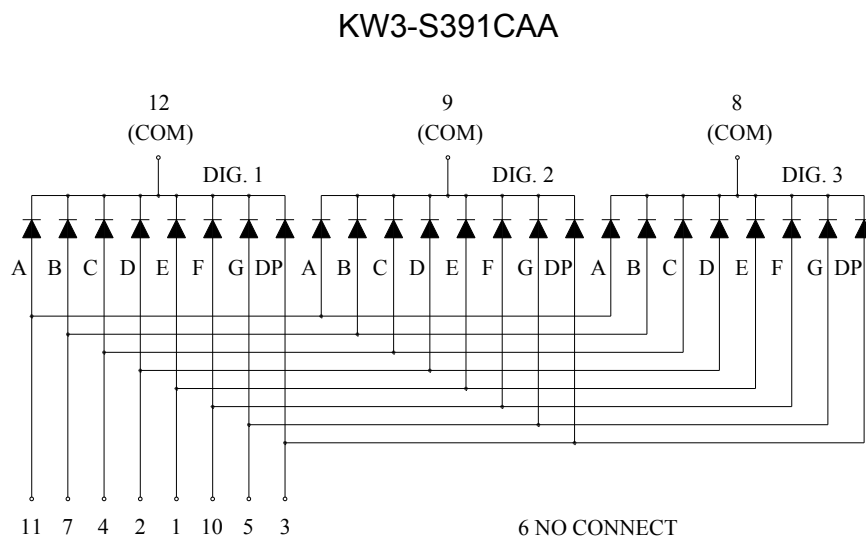 KW3-S391CAA
12 9 8
(COM) (COM) (COM)
DIG. 1 DIG. 2 DIG. 3
A B C D E F G DP A B C D E F G DP A B C D E F G DP
11 7 4 2 1 10 5 3 6 NO CONNECT